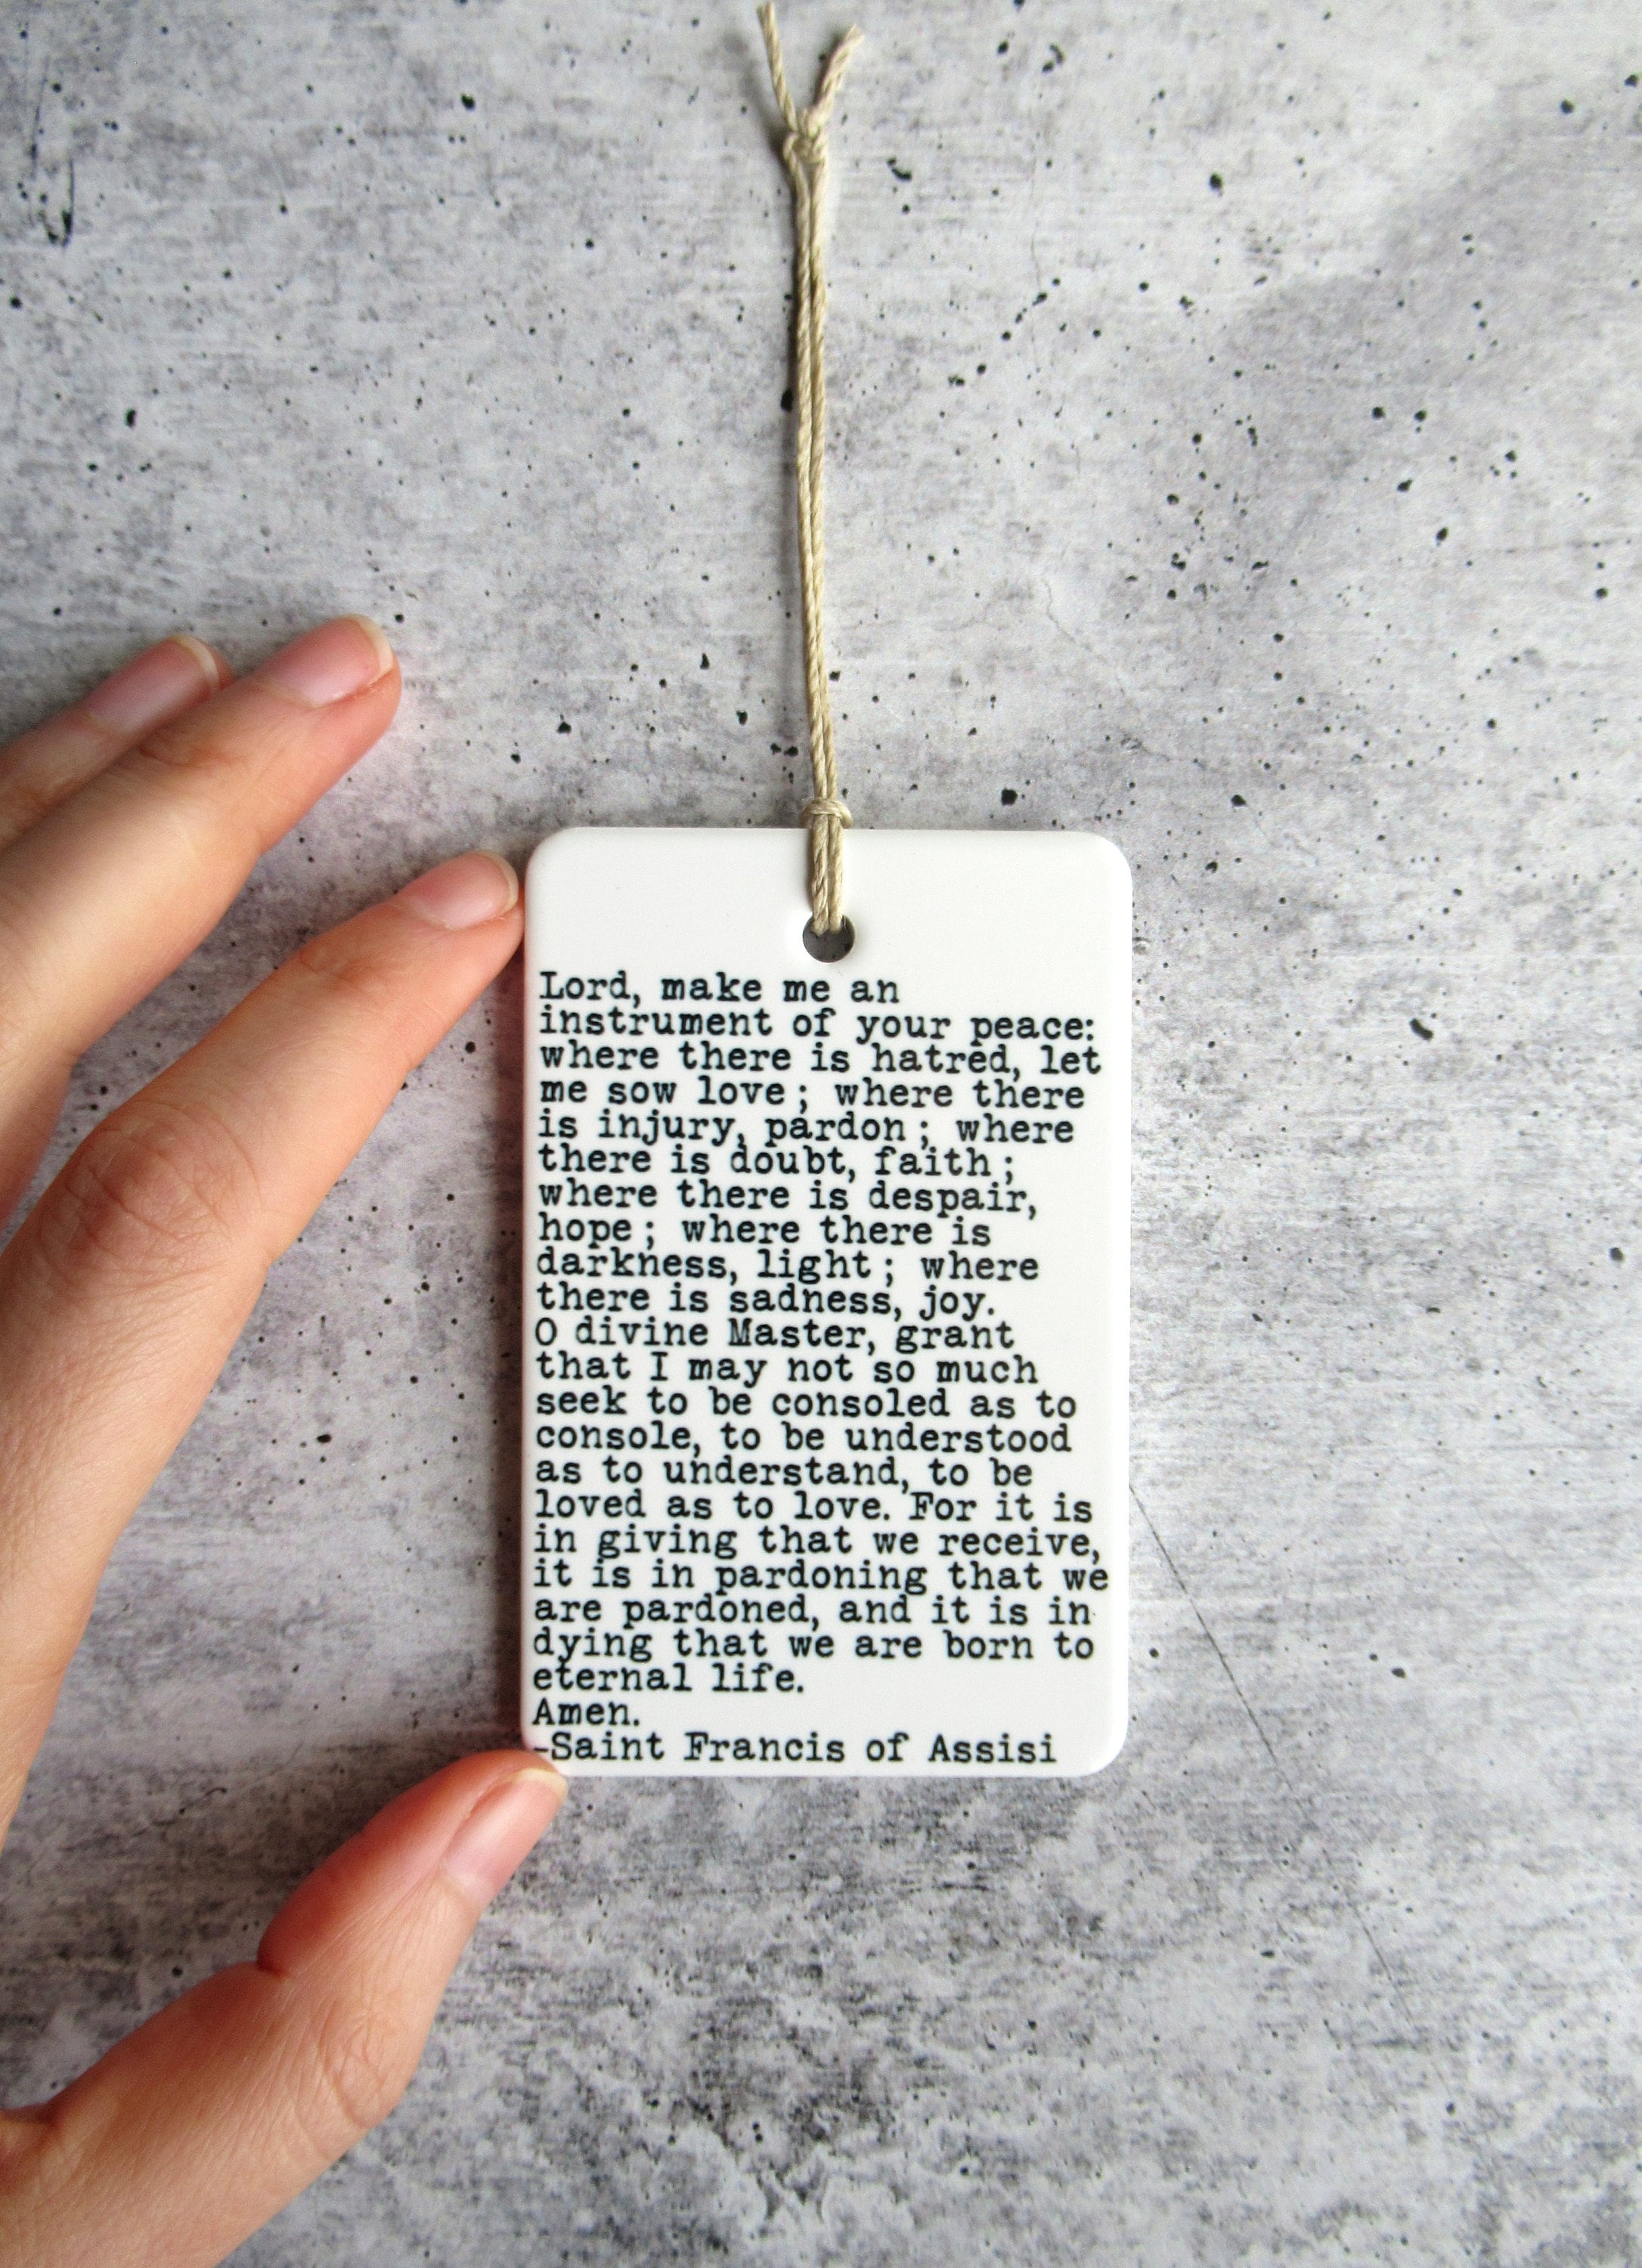 Lord, make me an
instrument of your peace:
where there is hatred, let
me sow love; where there
is injury, pardon; where
there is doubt, faith;
where there is despair,
hope; where there is
darkness, light; where
there is sadness, joy.
O divine Master, grant
that I may not so much
seek to be consoled as to
console, to be understood
as to understand, to be
loved as to love. For it is
in giving that we receive,
it is in pardoning that we
are pardoned, and it is in
dying that we are born to
eternal life.
Amen.
-Saint Francis of Assisi